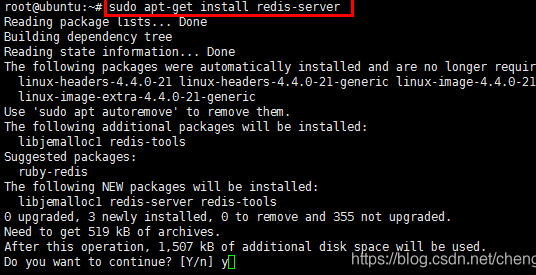 root@ubuntu:~# sudo apt-get install redis-server
Reading package lists... Done
Building dependency tree
Reading state information... Done
The following packages were automatically installed and are no longer requir
linux-headers-4.4.0-21 linux-headers-4.4.0-21-generic linux-image-4.4.0-21
linux-image-extra-4.4.0-21-generic
Use 'sudo apt autoremove' to remove them.
The following additional packages will be installed:
libjemalloc1 redis-tools
Suggested packages:
ruby-redis
The following NEW packages will be installed:
libjemalloc1 redis-server redis-tools
0 upgraded, 3 newly installed, 0 to remove and 355 not upgraded.
Need to get 519 kB of archives.
After this operation, 1,507 kB of additional disk space will be used.
Do you want to continue? [Y/n] y
https://blog.csdn.net/cheng